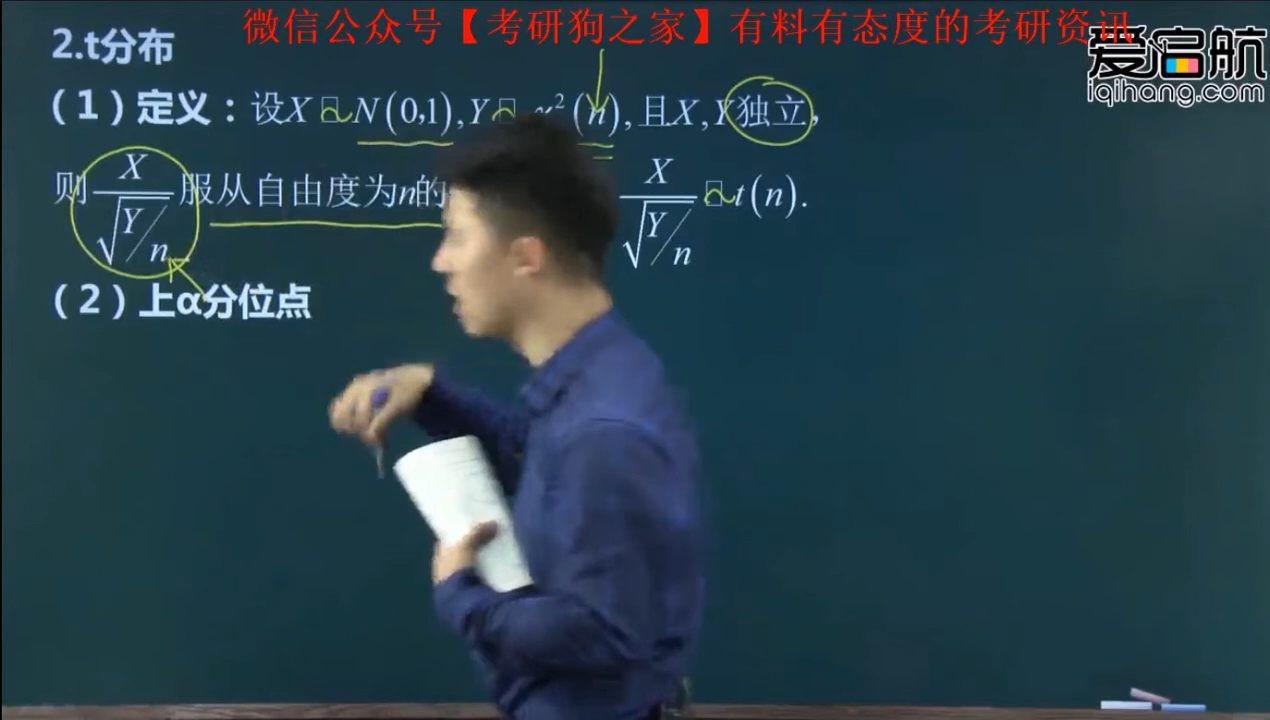 微信公众号【考研狗之家】有料有态度的考研资讯
爱启航
iqihang.com
2.t分布
（1）定义：设X N(0,1),Y χ²(n),且X,Y独立,
则 X/√(Y/n) 服从自由度为n的 X/√(Y/n) t(n).
（2）上α分位点